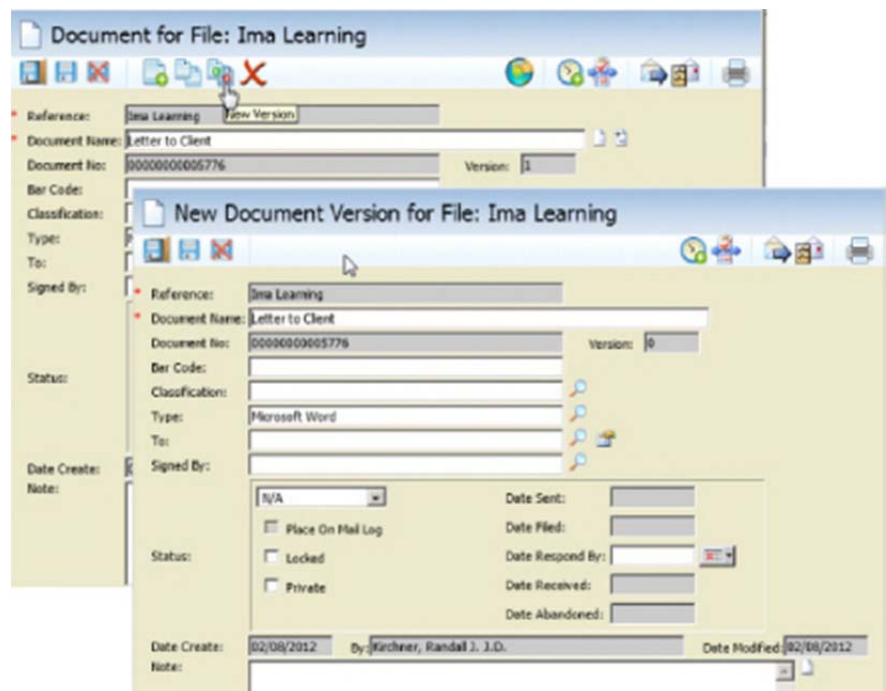 Document for File: Ima Learning
Reference: Ima Learning New Version
Document Name: Letter to Client
Document No: 00000000005776 Version: 1
Bar Code:
Classification:
Type:
To:
Signed By:
Status:
Date Create:
Note:
New Document Version for File: Ima Learning
Reference: Ima Learning
Document Name: Letter to Client
Document No: 00000000005776 Version: 0
Bar Code:
Classification:
Type: Microsoft Word
To:
Signed By:
N/A Date Sent:
Place On Mail Log Date Filed:
Status: Locked Date Respond By:
Private Date Received:
Date Abandoned:
Date Create: 02/08/2012 By: Kirchner, Randall J. J.D. Date Modified: 02/08/2012
Note: